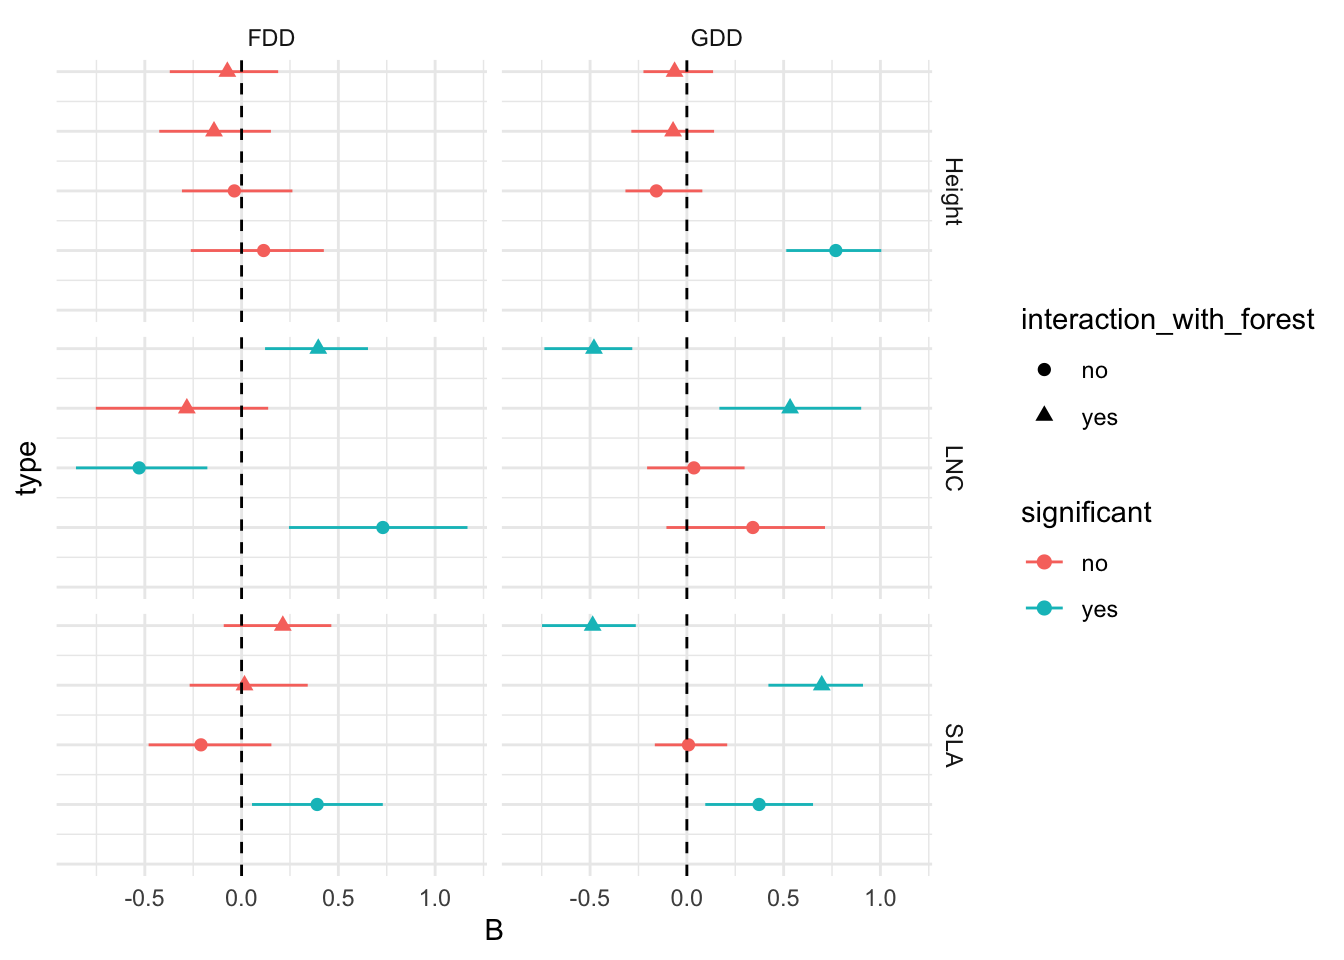 FDD
GDD
Height
LNC
SLA
type
-0.5
0.0
0.5
1.0
-0.5
0.0
0.5
1.0
B
interaction_with_forest
no
yes
significant
no
yes